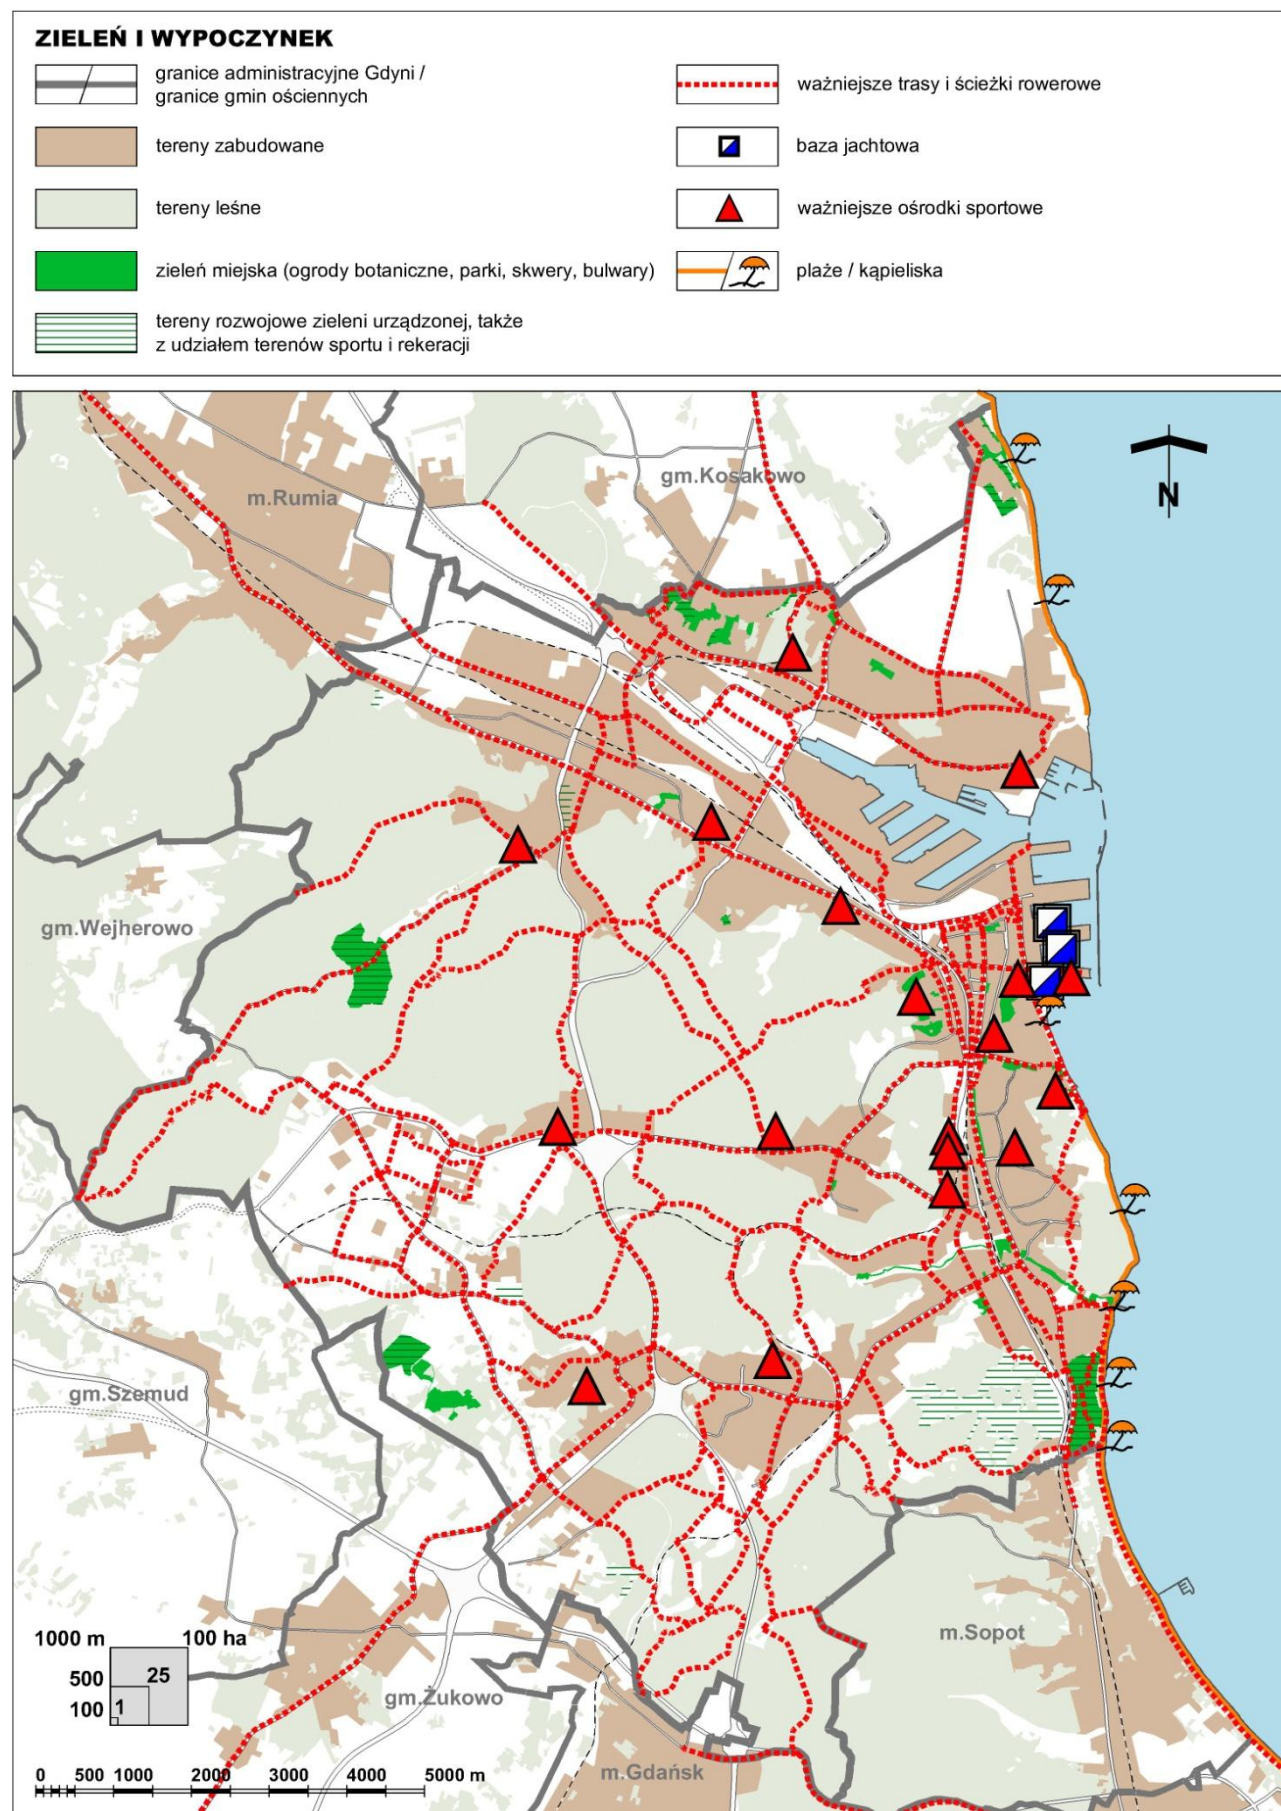 ZIELEŃ I WYPOCZYNEK
granice administracyjne Gdyni /
granice gmin ościennych
tereny zabudowane
tereny leśne
zieleń miejska (ogrody botaniczne, parki, skwery, bulwary)
tereny rozwojowe zieleni urządzonej, także
z udziałem terenów sportu i rekeracji
ważniejsze trasy i ścieżki rowerowe
baza jachtowa
ważniejsze ośrodki sportowe
plaże / kąpieliska
N
m.Rumia
gm.Kosakowo
gm.Wejherowo
gm.Szemud
m.Sopot
gm.Żukowo
m.Gdańsk
1000 m 100 ha
500 25
100 1
0 500 1000 2000 3000 4000 5000 m